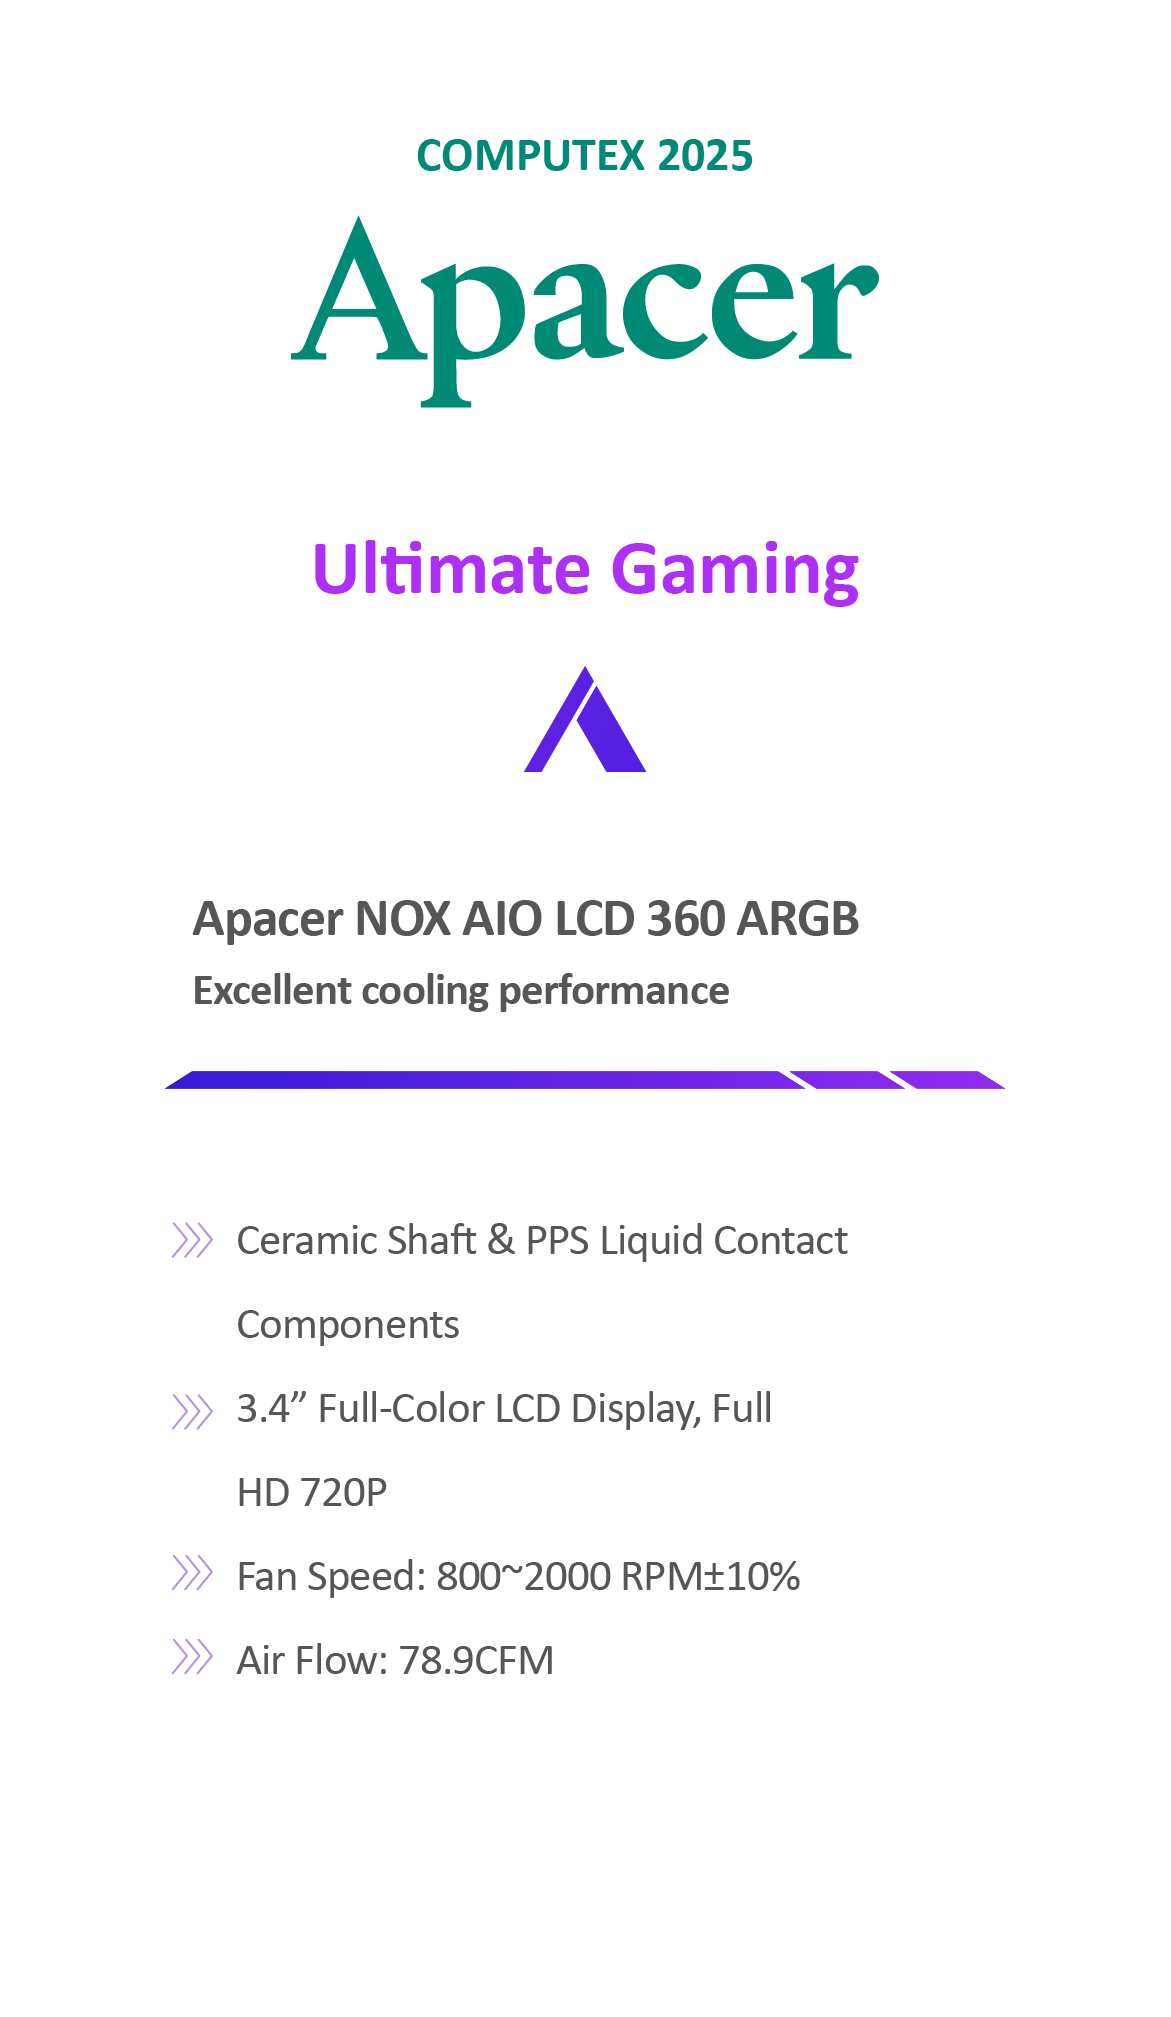 COMPUTEX 2025
Apacer
Ultimate Gaming
Apacer NOX AIO LCD 360 ARGB
Excellent cooling performance
Ceramic Shaft & PPS Liquid Contact
Components
3.4” Full-Color LCD Display, Full
HD 720P
Fan Speed: 800~2000 RPM±10%
Air Flow: 78.9CFM